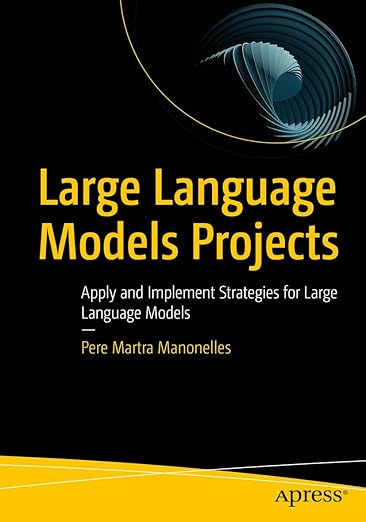 Large Language
Models Projects
Apply and Implement Strategies for Large
Language Models
—
Pere Martra Manonelles
Apress®